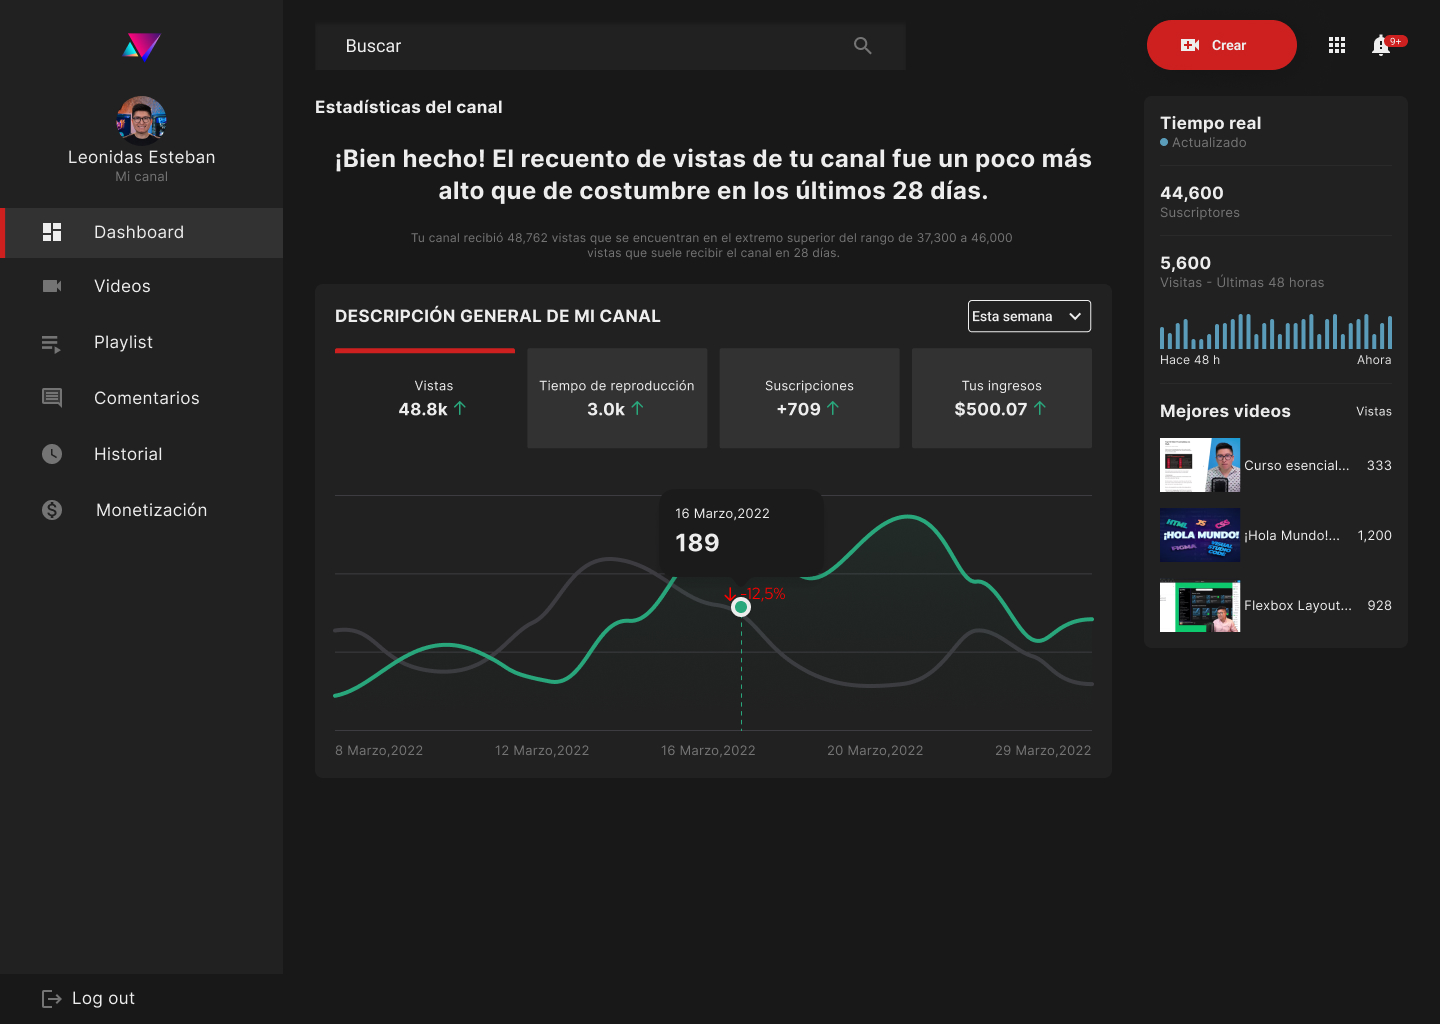 Leonidas Esteban
Mi canal
Dashboard
Videos
Playlist
Comentarios
Historial
Monetización
Log out
Buscar
Crear
9+
Estadísticas del canal
¡Bien hecho! El recuento de vistas de tu canal fue un poco más
alto que de costumbre en los últimos 28 días.
Tu canal recibió 48,762 vistas que se encuentran en el extremo superior del rango de 37,300 a 46,000
vistas que suele recibir el canal en 28 días.
DESCRIPCIÓN GENERAL DE MI CANAL
Esta semana
Vistas
48.8k ↑
Tiempo de reproducción
3.0k ↑
Suscripciones
+709 ↑
Tus ingresos
$500.07 ↑
16 Marzo,2022
189
↓ -12,5%
8 Marzo,2022
12 Marzo,2022
16 Marzo,2022
20 Marzo,2022
29 Marzo,2022
Tiempo real
Actualizado
44,600
Suscriptores
5,600
Visitas - Últimas 48 horas
Hace 48 h
Ahora
Mejores videos
Vistas
Curso esencial...
333
HTML JS CSS
¡HOLA MUNDO!
FIGMA
VISUAL
STUDIO
CODE
¡Hola Mundo!...
1,200
Flexbox Layout...
928